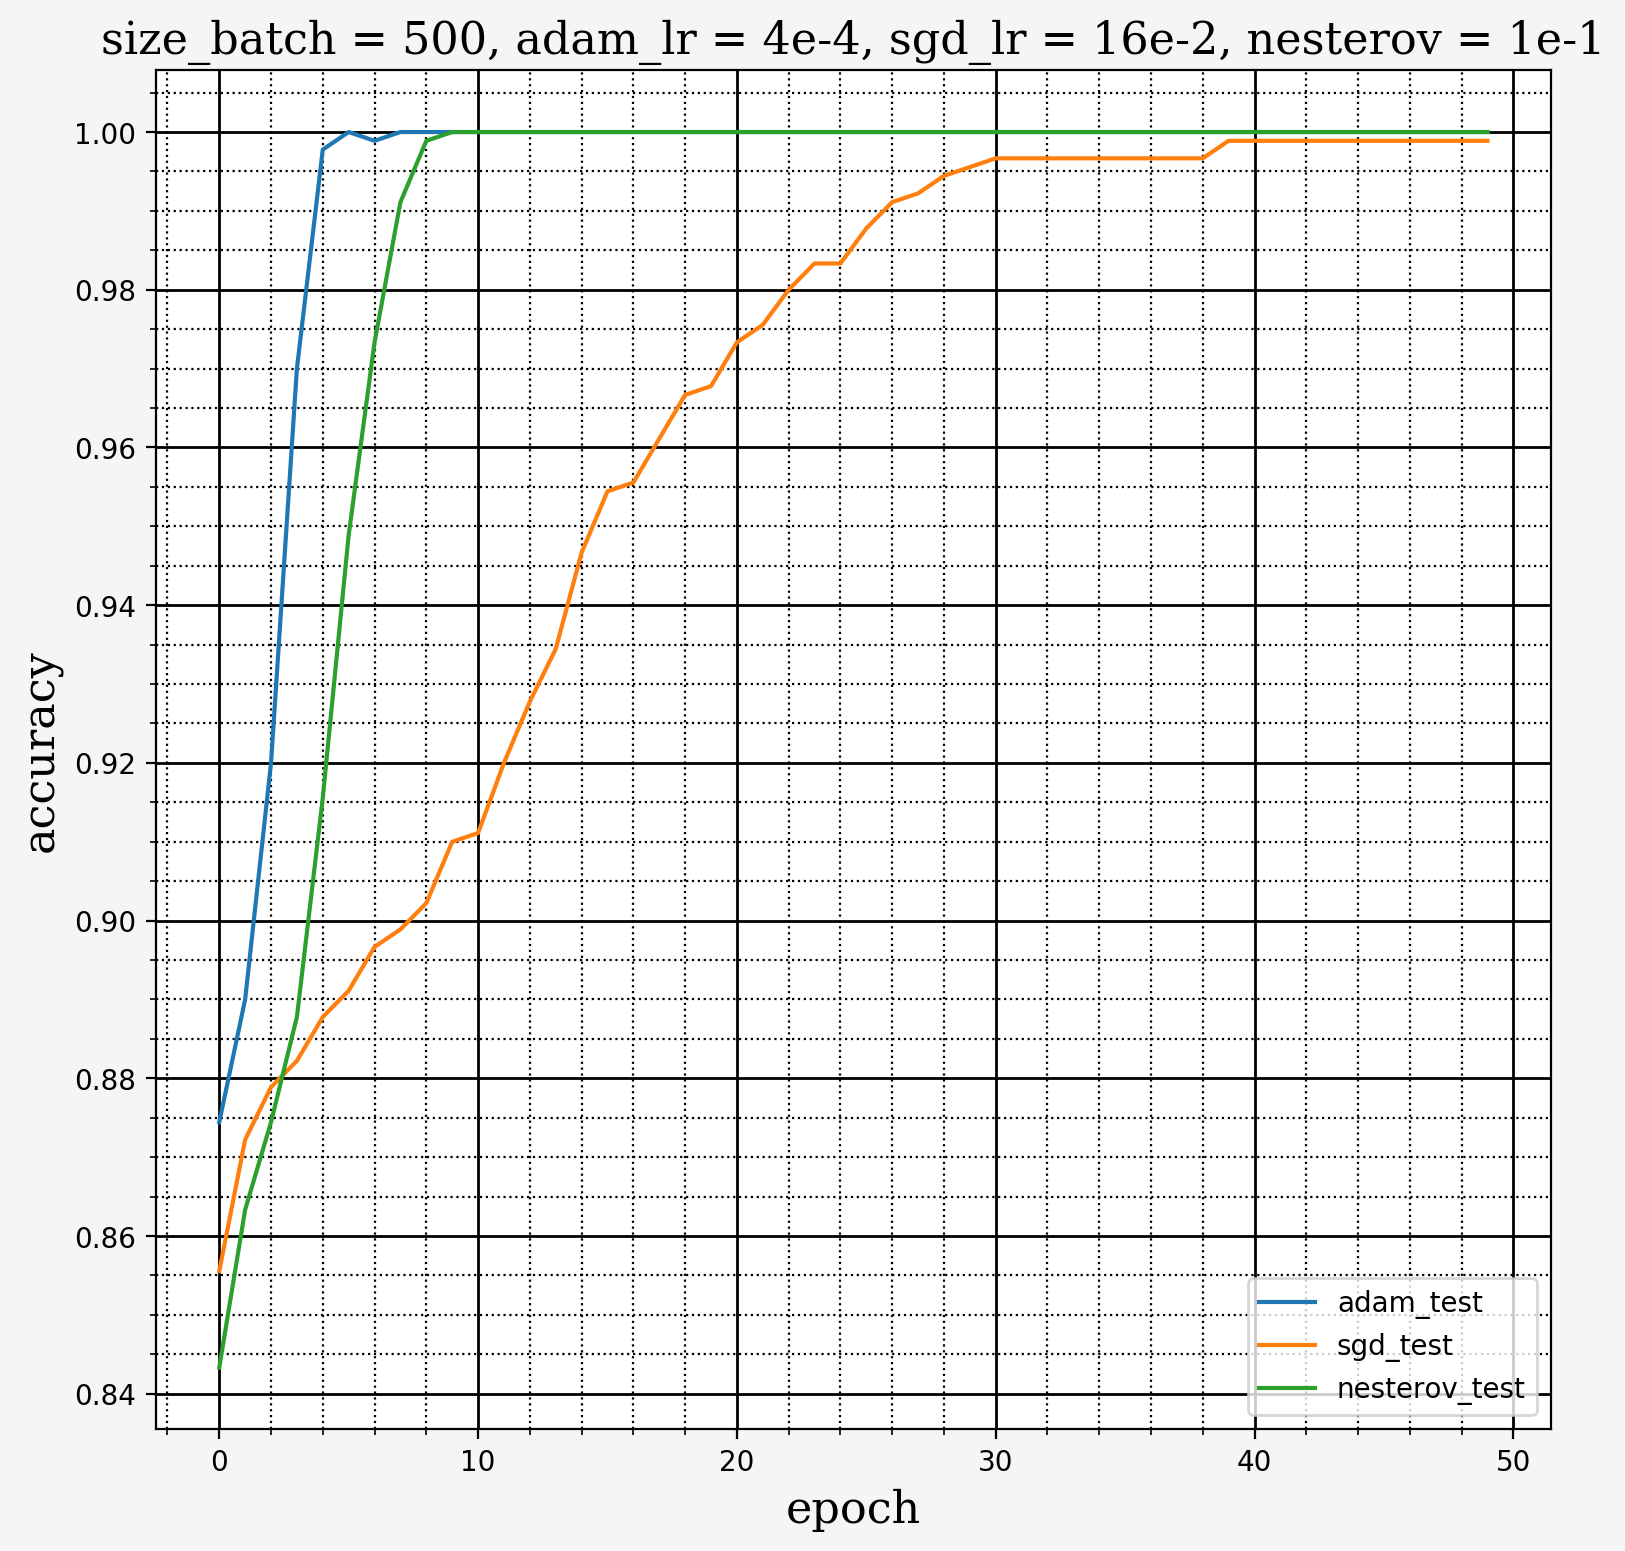 size_batch = 500, adam_lr = 4e-4, sgd_lr = 16e-2, nesterov = 1e-1
1.00
0.98
0.96
0.94
0.92
0.90
0.88
0.86
0.84
accuracy
adam_test
sgd_test
nesterov_test
0 10 20 30 40 50
epoch